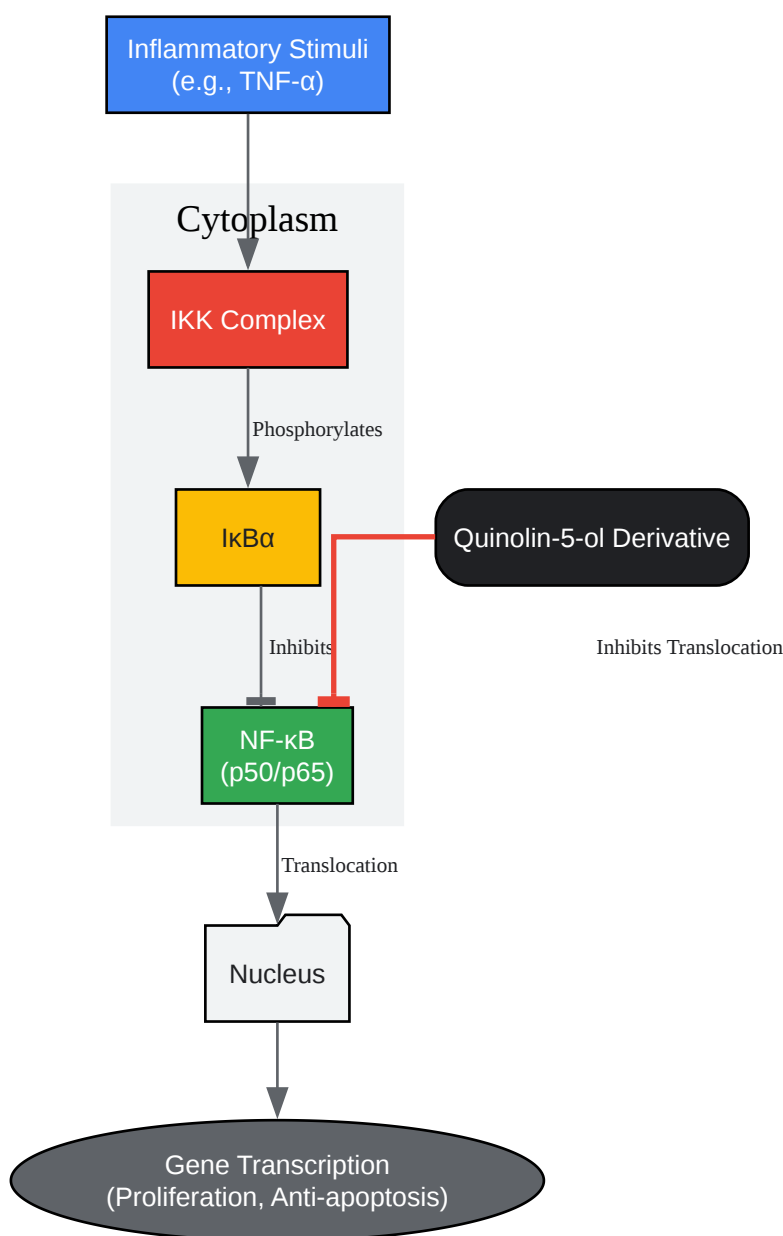 Inflammatory Stimuli
(e.g., TNF-α)
Cytoplasm
IKK Complex
Phosphorylates
IκBα
Quinolin-5-ol Derivative
Inhibits
Inhibits Translocation
NF-κB
(p50/p65)
Translocation
Nucleus
Gene Transcription
(Proliferation, Anti-apoptosis)